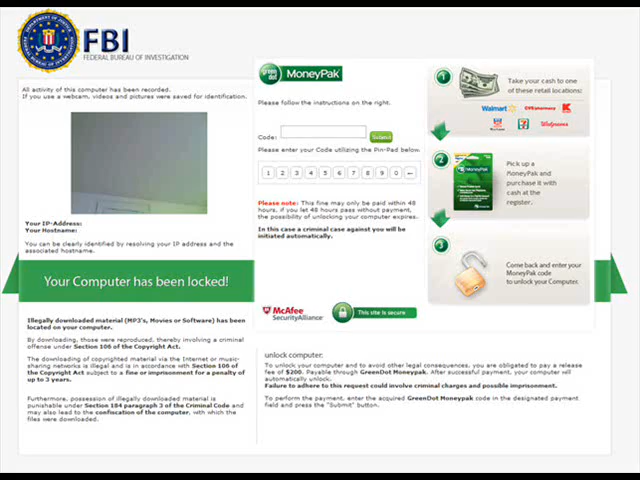 FBI
FEDERAL BUREAU OF INVESTIGATION
All activity of this computer has been recorded.
If you use a webcam, videos and pictures were saved for identification.
Your IP-Address:
Your Hostname:
You can be clearly identified by resolving your IP address and the
associated hostname.
Your Computer has been locked!
Illegally downloaded material (MP3's, Movies or Software) has been
located on your computer.
By downloading, those were reproduced, thereby involving a criminal
offense under Section 106 of the Copyright Act.
The downloading of copyrighted material via the Internet or music-
sharing networks is illegal and is in accordance with Section 106 of
the Copyright Act subject to a fine or imprisonment for a penalty of
up to 3 years.
Furthermore, possession of illegally downloaded material is
punishable under Section 184 paragraph 3 of the Criminal Code and
may also lead to the confiscation of the computer, with which the
files were downloaded.
green dot MoneyPak
Please follow the instructions on the right.
Code:
Submit
Please enter your Code utilizing the Pin-Pad below.
1 2 3 4 5 6 7 8 9 0 ←
Please note: This fine may only be paid within 48
hours, if you let 48 hours pass without payment,
the possibility of unlocking your computer expires.
In this case a criminal case against you will be
initiated automatically.
McAfee
SecurityAlliance
This site is secure
1
Take your cash to one
of these retail locations:
Walmart
CVS/pharmacy
K
Walgreens
2
MoneyPak
Pick up a
MoneyPak and
purchase it with
cash at the
register.
3
Come back and enter your
MoneyPak code
to unlock your Computer.
unlock computer:
To unlock your computer and to avoid other legal consequences, you are obligated to pay a release
fee of $200. Payable through GreenDot Moneypak. After successful payment, your computer will
automatically unlock.
Failure to adhere to this request could involve criminal charges and possible imprisonment.
To perform the payment, enter the acquired GreenDot Moneypak code in the designated payment
field and press the "Submit" button.